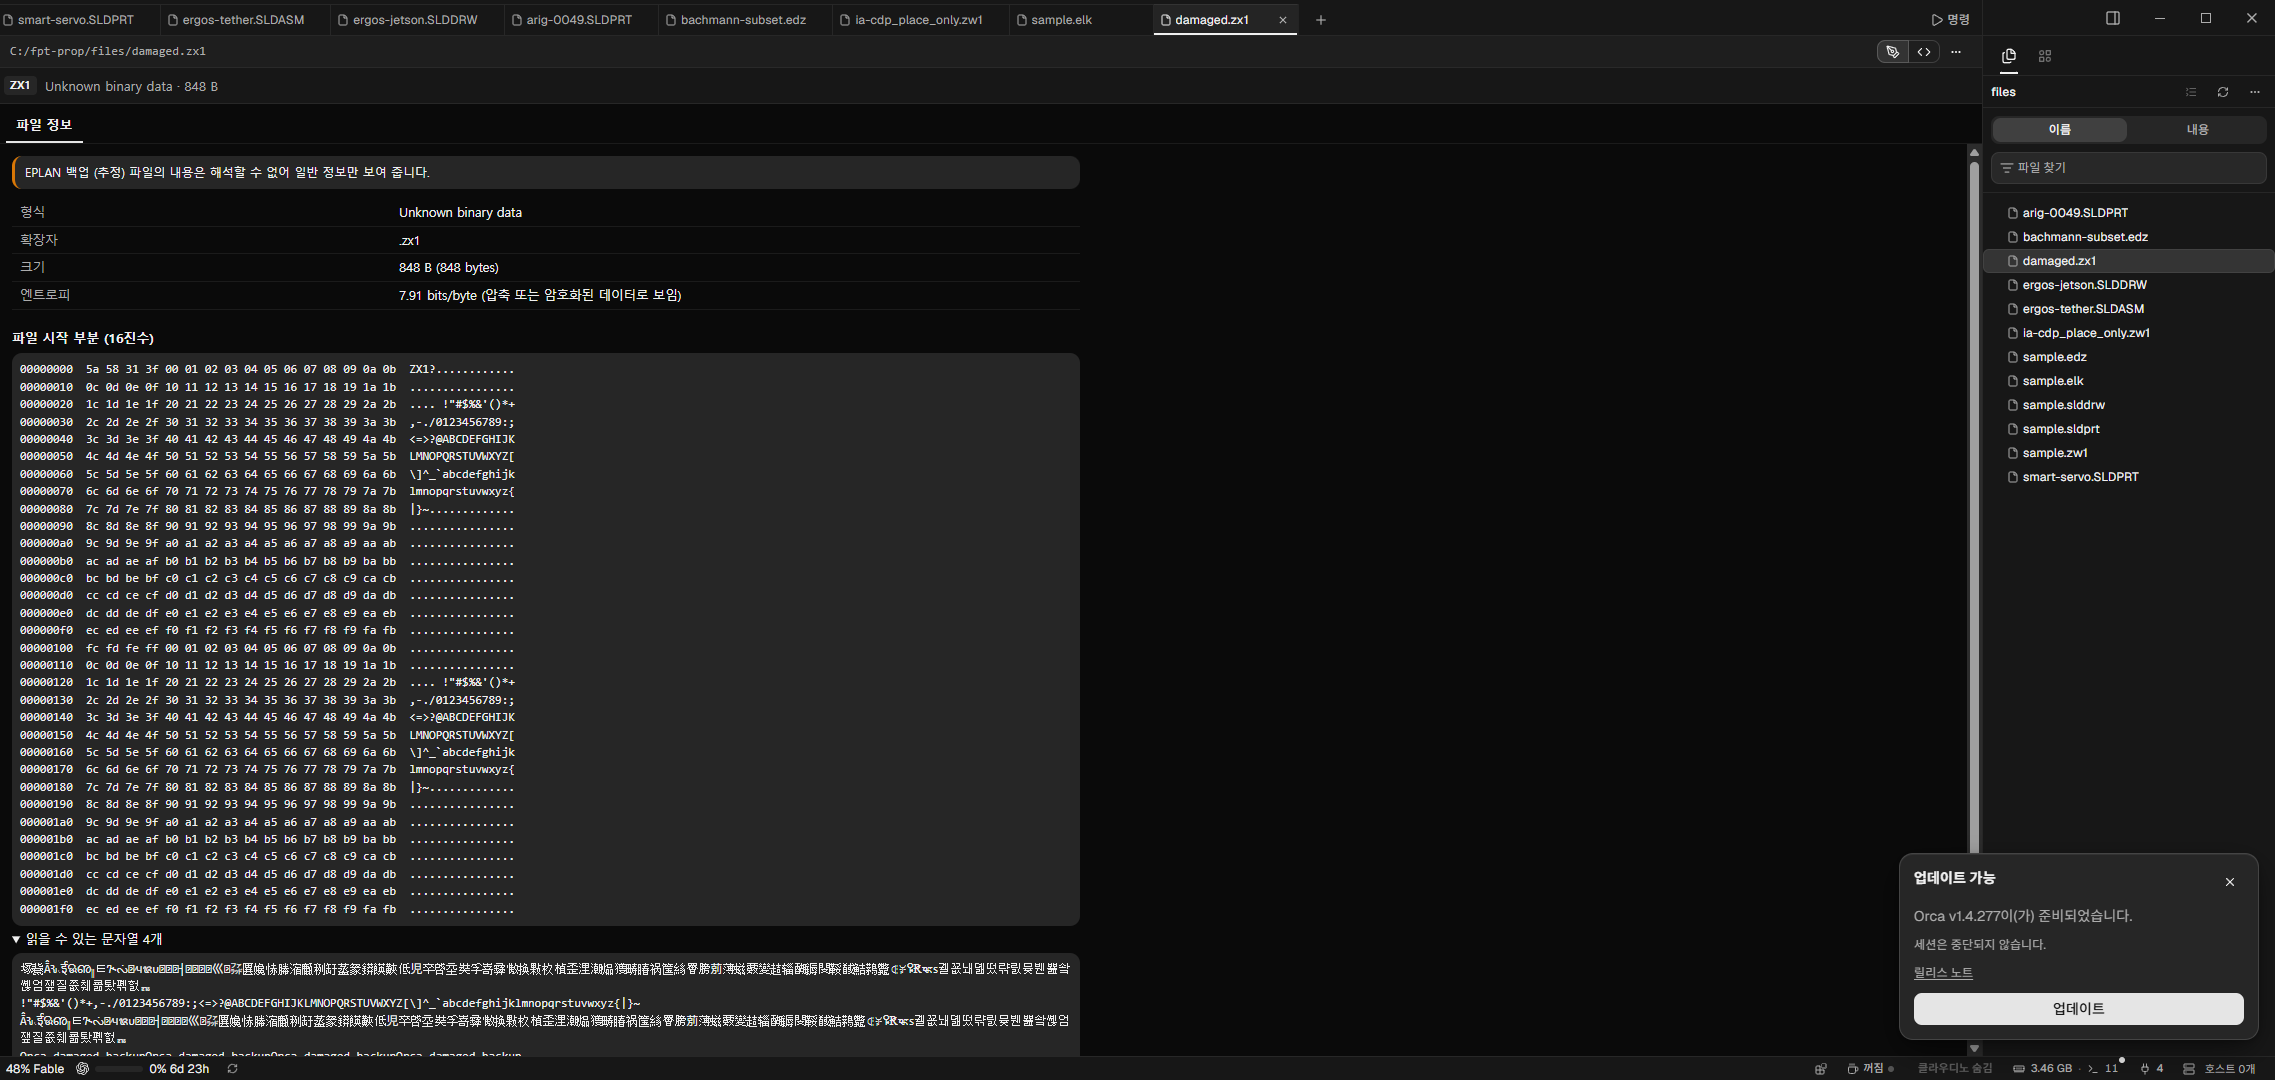 smart-servo.SLDPRT
ergos-tether.SLDASM
ergos-jetson.SLDDRW
arig-0049.SLDPRT
bachmann-subset.edz
ia-cdp_place_only.zw1
sample.elk
damaged.zx1
명령
C:/fpt-prop/files/damaged.zx1
ZX1 Unknown binary data · 848 B
파일 정보
EPLAN 백업 (추정) 파일의 내용은 해석할 수 없어 일반 정보만 보여 줍니다.
형식 Unknown binary data
확장자 .zx1
크기 848 B (848 bytes)
엔트로피 7.91 bits/byte (압축 또는 암호화된 데이터로 보임)
파일 시작 부분 (16진수)
00000000 5a 58 31 3f 00 01 02 03 04 05 06 07 08 09 0a 0b ZX1?............
00000010 0c 0d 0e 0f 10 11 12 13 14 15 16 17 18 19 1a 1b ................
00000020 1c 1d 1e 1f 20 21 22 23 24 25 26 27 28 29 2a 2b .... !"#$%&'()*+
00000030 2c 2d 2e 2f 30 31 32 33 34 35 36 37 38 39 3a 3b ,-./0123456789:;
00000040 3c 3d 3e 3f 40 41 42 43 44 45 46 47 48 49 4a 4b <=>?@ABCDEFGHIJK
00000050 4c 4d 4e 4f 50 51 52 53 54 55 56 57 58 59 5a 5b LMNOPQRSTUVWXYZ[
00000060 5c 5d 5e 5f 60 61 62 63 64 65 66 67 68 69 6a 6b \]^_`abcdefghijk
00000070 6c 6d 6e 6f 70 71 72 73 74 75 76 77 78 79 7a 7b lmnopqrstuvwxyz{
00000080 7c 7d 7e 7f 80 81 82 83 84 85 86 87 88 89 8a 8b |}~.............
00000090 8c 8d 8e 8f 90 91 92 93 94 95 96 97 98 99 9a 9b ................
000000a0 9c 9d 9e 9f a0 a1 a2 a3 a4 a5 a6 a7 a8 a9 aa ab ................
000000b0 ac ad ae af b0 b1 b2 b3 b4 b5 b6 b7 b8 b9 ba bb ................
000000c0 bc bd be bf c0 c1 c2 c3 c4 c5 c6 c7 c8 c9 ca cb ................
000000d0 cc cd ce cf d0 d1 d2 d3 d4 d5 d6 d7 d8 d9 da db ................
000000e0 dc dd de df e0 e1 e2 e3 e4 e5 e6 e7 e8 e9 ea eb ................
000000f0 ec ed ee ef f0 f1 f2 f3 f4 f5 f6 f7 f8 f9 fa fb ................
00000100 fc fd fe ff 00 01 02 03 04 05 06 07 08 09 0a 0b ................
00000110 0c 0d 0e 0f 10 11 12 13 14 15 16 17 18 19 1a 1b ................
00000120 1c 1d 1e 1f 20 21 22 23 24 25 26 27 28 29 2a 2b .... !"#$%&'()*+
00000130 2c 2d 2e 2f 30 31 32 33 34 35 36 37 38 39 3a 3b ,-./0123456789:;
00000140 3c 3d 3e 3f 40 41 42 43 44 45 46 47 48 49 4a 4b <=>?@ABCDEFGHIJK
00000150 4c 4d 4e 4f 50 51 52 53 54 55 56 57 58 59 5a 5b LMNOPQRSTUVWXYZ[
00000160 5c 5d 5e 5f 60 61 62 63 64 65 66 67 68 69 6a 6b \]^_`abcdefghijk
00000170 6c 6d 6e 6f 70 71 72 73 74 75 76 77 78 79 7a 7b lmnopqrstuvwxyz{
00000180 7c 7d 7e 7f 80 81 82 83 84 85 86 87 88 89 8a 8b |}~.............
00000190 8c 8d 8e 8f 90 91 92 93 94 95 96 97 98 99 9a 9b ................
000001a0 9c 9d 9e 9f a0 a1 a2 a3 a4 a5 a6 a7 a8 a9 aa ab ................
000001b0 ac ad ae af b0 b1 b2 b3 b4 b5 b6 b7 b8 b9 ba bb ................
000001c0 bc bd be bf c0 c1 c2 c3 c4 c5 c6 c7 c8 c9 ca cb ................
000001d0 cc cd ce cf d0 d1 d2 d3 d4 d5 d6 d7 d8 d9 da db ................
000001e0 dc dd de df e0 e1 e2 e3 e4 e5 e6 e7 e8 e9 ea eb ................
000001f0 ec ed ee ef f0 f1 f2 f3 f4 f5 f6 f7 f8 f9 fa fb ................
읽을 수 있는 문자열 4개
!"#$%&'()*+,-./0123456789:;<=>?@ABCDEFGHIJKLMNOPQRSTUVWXYZ[\]^_`abcdefghijklmnopqrstuvwxyz{|}~
Orca damaged backupOrca damaged backupOrca damaged backupOrca damaged backup
files
이름
내용
파일 찾기
arig-0049.SLDPRT
bachmann-subset.edz
damaged.zx1
ergos-jetson.SLDDRW
ergos-tether.SLDASM
ia-cdp_place_only.zw1
sample.edz
sample.elk
sample.slddrw
sample.sldprt
sample.zw1
smart-servo.SLDPRT
업데이트 가능
Orca v1.4.277이(가) 준비되었습니다.
세션은 중단되지 않습니다.
릴리스 노트
업데이트
48% Fable
0% 6d 23h
꺼짐
클라우디노 숨김
3.46 GB · 11
4
호스트 0개